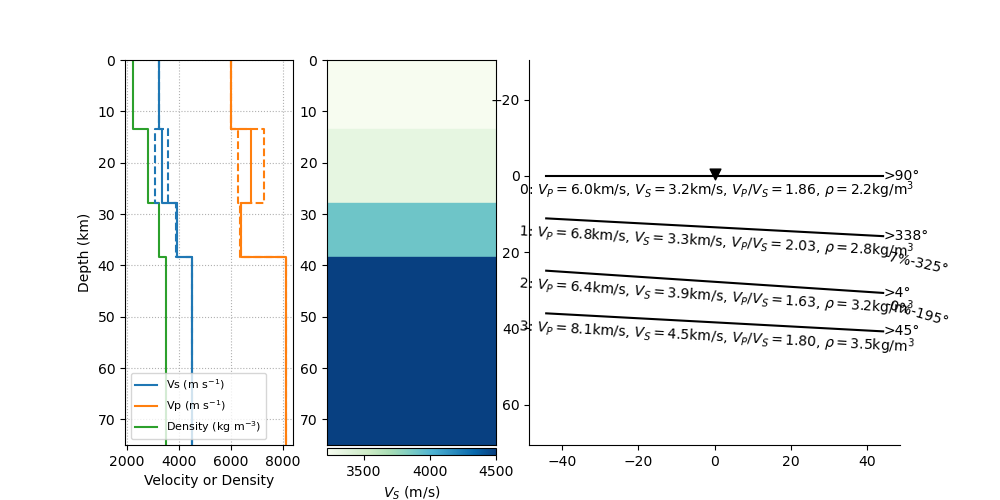 0
10
20
30
40
50
60
70
Depth (km)
2000 4000 6000 8000
Velocity or Density
Vs (m s⁻¹)
Vp (m s⁻¹)
Density (kg m⁻³)
0
10
20
30
40
50
60
70
3500 4000 4500
V_S (m/s)
−20
0
20
40
60
−40 −20 0 20 40
>90°
0: V_P = 6.0km/s, V_S = 3.2km/s, V_P/V_S = 1.86, ρ = 2.2kg/m³
>338°
1: V_P = 6.8km/s, V_S = 3.3km/s, V_P/V_S = 2.03, ρ = 2.8kg/m³
-7%-325°
>4°
2: V_P = 6.4km/s, V_S = 3.9km/s, V_P/V_S = 1.63, ρ = 3.2kg/m³
-0%-195°
>45°
3: V_P = 8.1km/s, V_S = 4.5km/s, V_P/V_S = 1.80, ρ = 3.5kg/m³